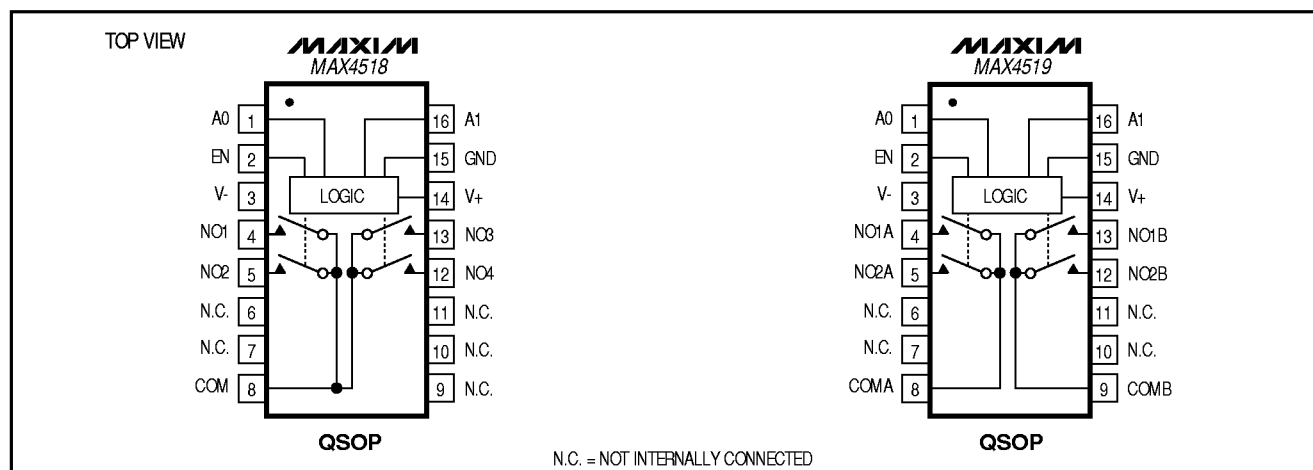 TOP VIEW
MAXIM
MAX4518
A0 1 16 A1
EN 2 15 GND
V- 3 LOGIC 14 V+
NO1 4 13 NO3
NO2 5 12 NO4
N.C. 6 11 N.C.
N.C. 7 10 N.C.
COM 8 9 N.C.
QSOP
MAXIM
MAX4519
A0 1 16 A1
EN 2 15 GND
V- 3 LOGIC 14 V+
NO1A 4 13 NO1B
NO2A 5 12 NO2B
N.C. 6 11 N.C.
N.C. 7 10 N.C.
COMA 8 9 COMB
QSOP
N.C. = NOT INTERNALLY CONNECTED